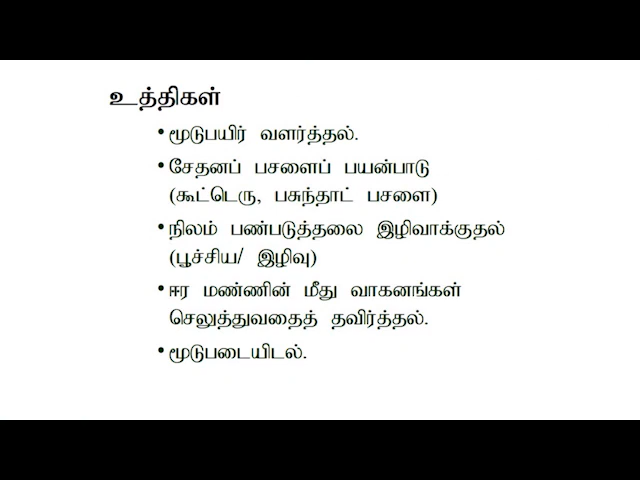 உத்திகள்
• மூடுபயிர் வளர்த்தல்.
• சேதனப் பசளைப் பயன்பாடு
(கூட்டெரு, பசுந்தாட் பசளை)
• நிலம் பண்படுத்தலை இழிவாக்குதல்
(பூச்சிய/ இழிவு)
• ஈர மண்ணின் மீது வாகனங்கள்
செலுத்துவதைத் தவிர்த்தல்.
• மூடுபடையிடல்.